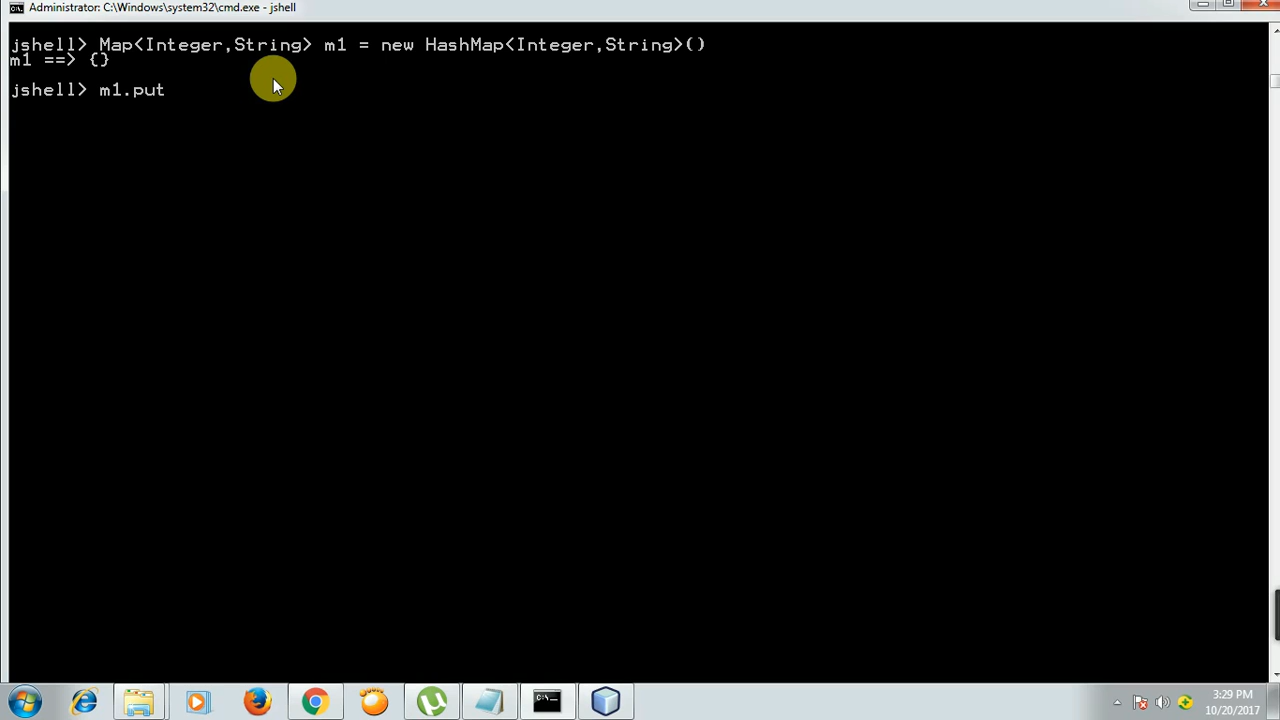 Administrator: C:\Windows\system32\cmd.exe - jshell
jshell> Map<Integer,String> m1 = new HashMap<Integer,String>()
m1 ==> {}
jshell> m1.put
3:29 PM
10/20/2017